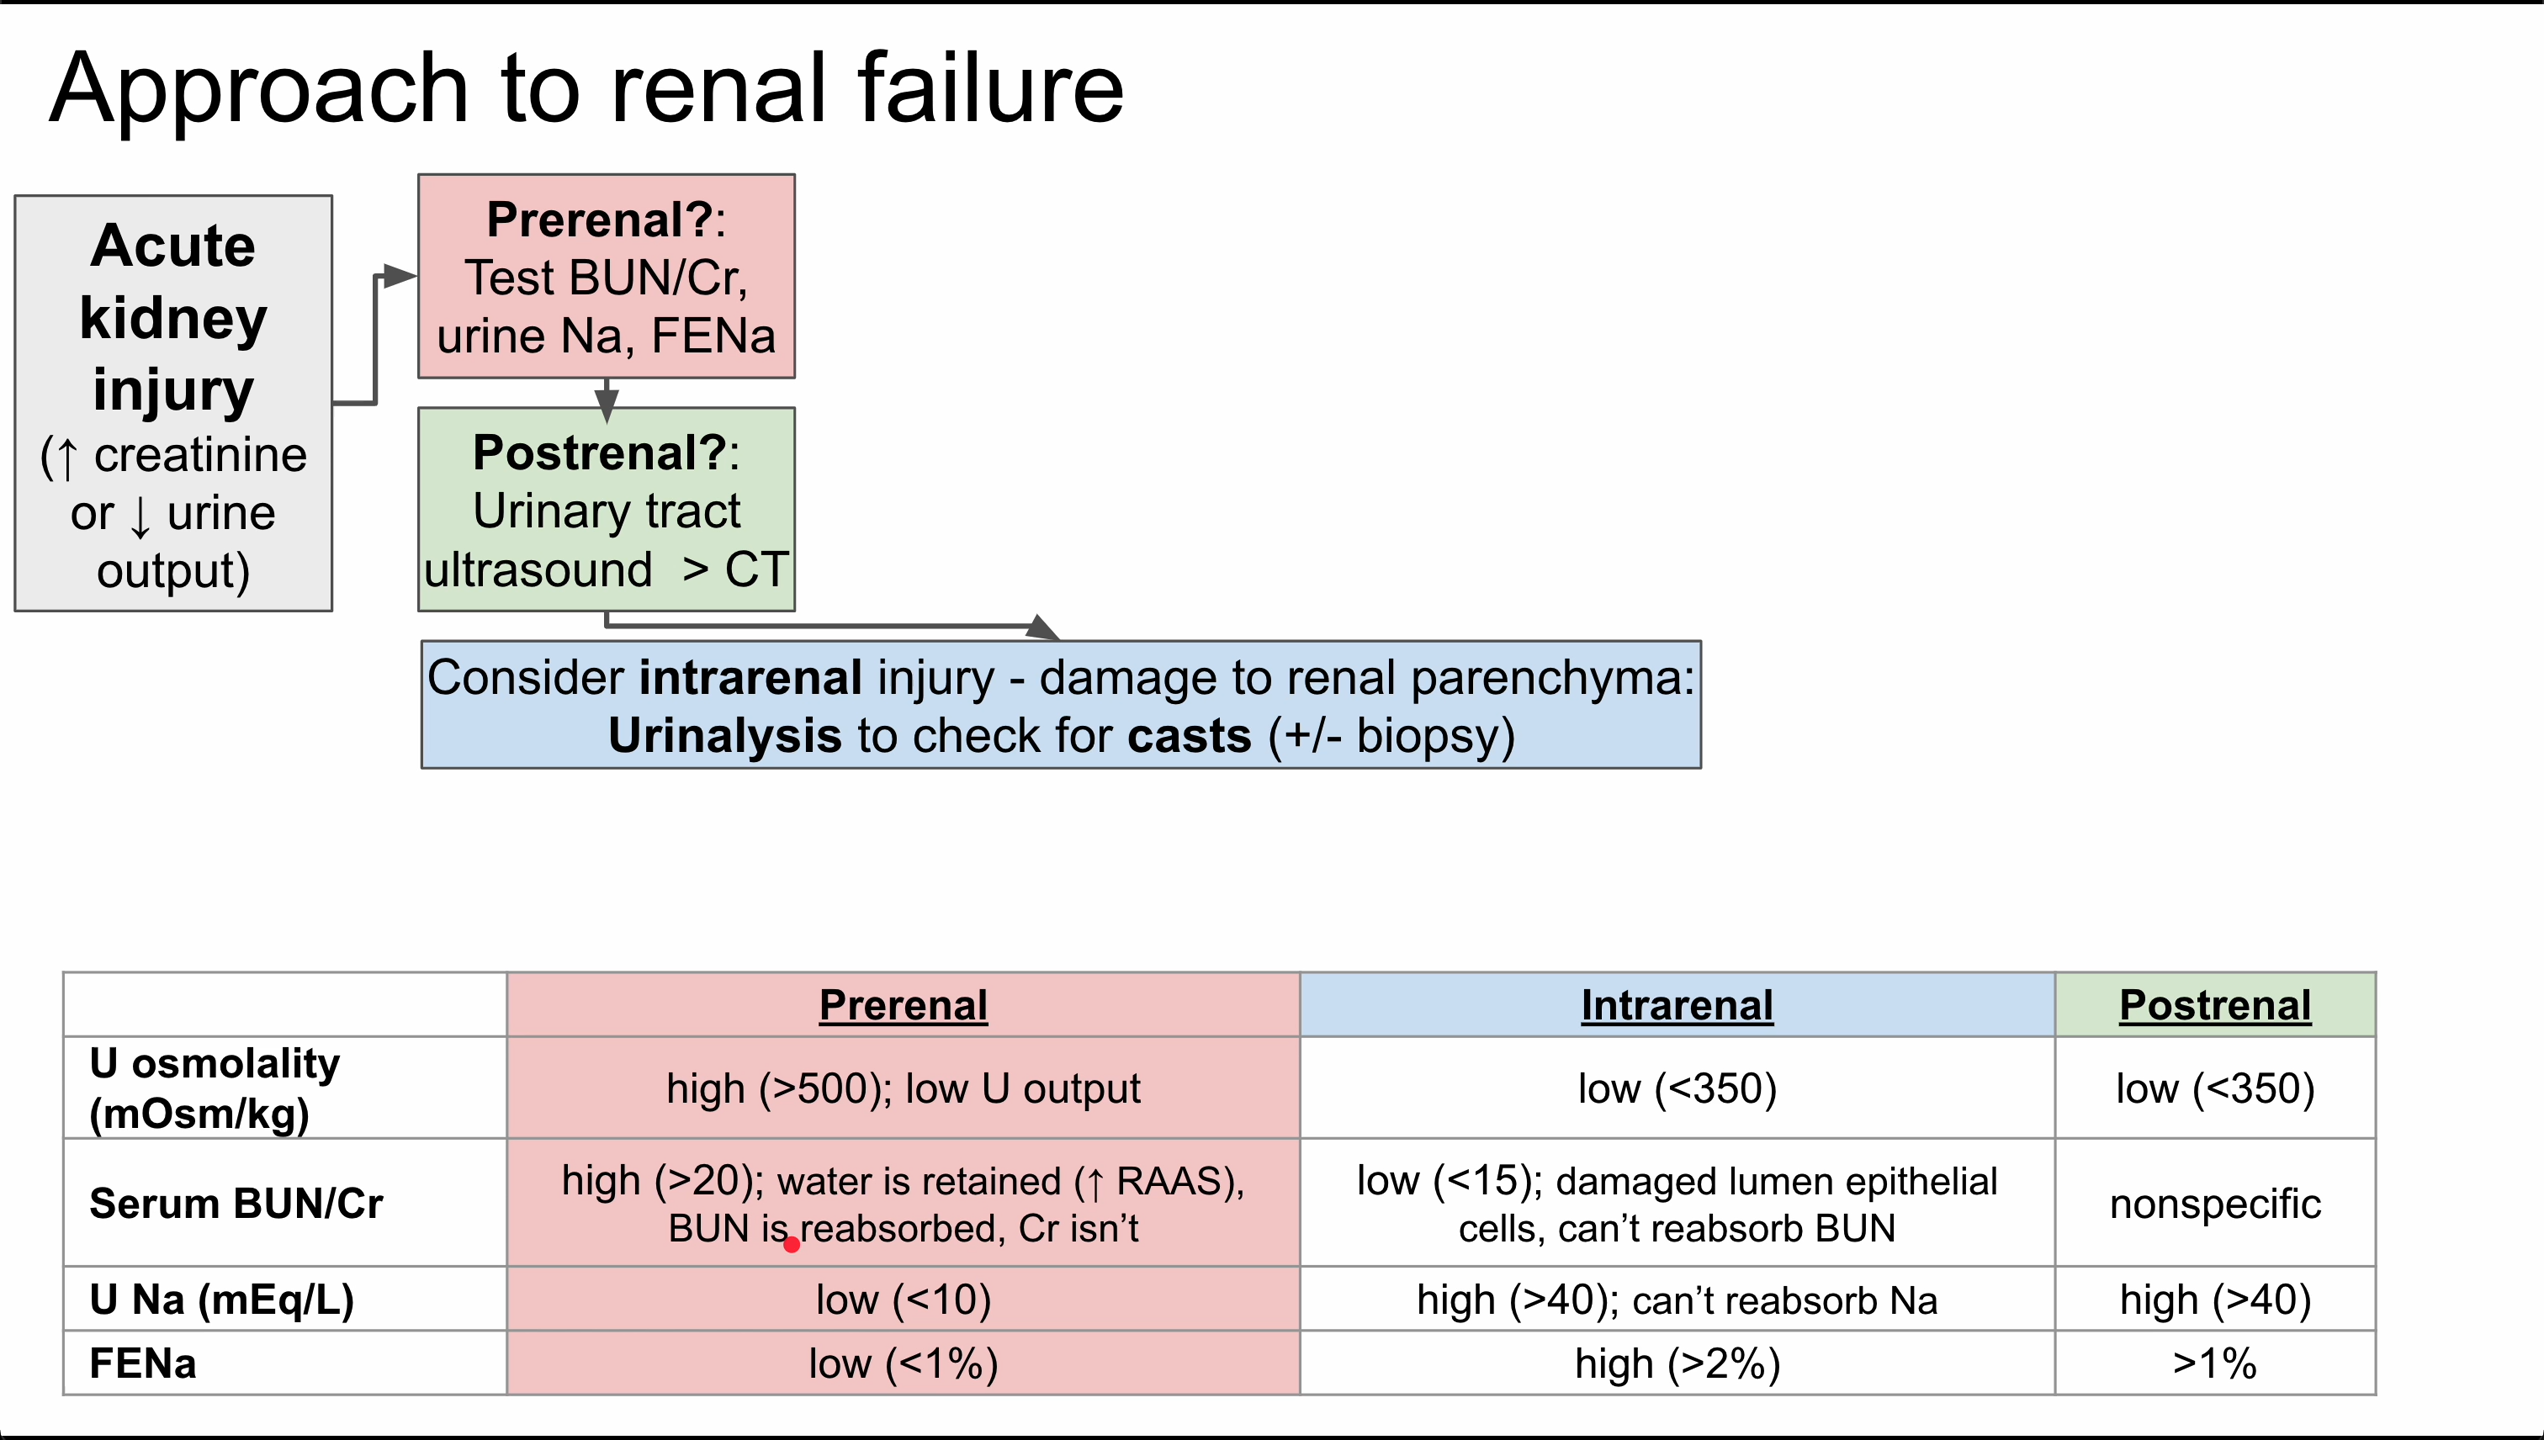 Approach to renal failure
Acute
kidney
injury
(↑ creatinine
or ↓ urine
output)
Prerenal?:
Test BUN/Cr,
urine Na, FENa
Postrenal?:
Urinary tract
ultrasound  > CT
Consider intrarenal injury - damage to renal parenchyma:
Urinalysis to check for casts (+/- biopsy)
Prerenal
Intrarenal
Postrenal
U osmolality
(mOsm/kg)
high (>500); low U output
low (<350)
low (<350)
Serum BUN/Cr
high (>20); water is retained (↑ RAAS),
BUN is reabsorbed, Cr isn’t
low (<15); damaged lumen epithelial
cells, can’t reabsorb BUN
nonspecific
U Na (mEq/L)
low (<10)
high (>40); can’t reabsorb Na
high (>40)
FENa
low (<1%)
high (>2%)
>1%